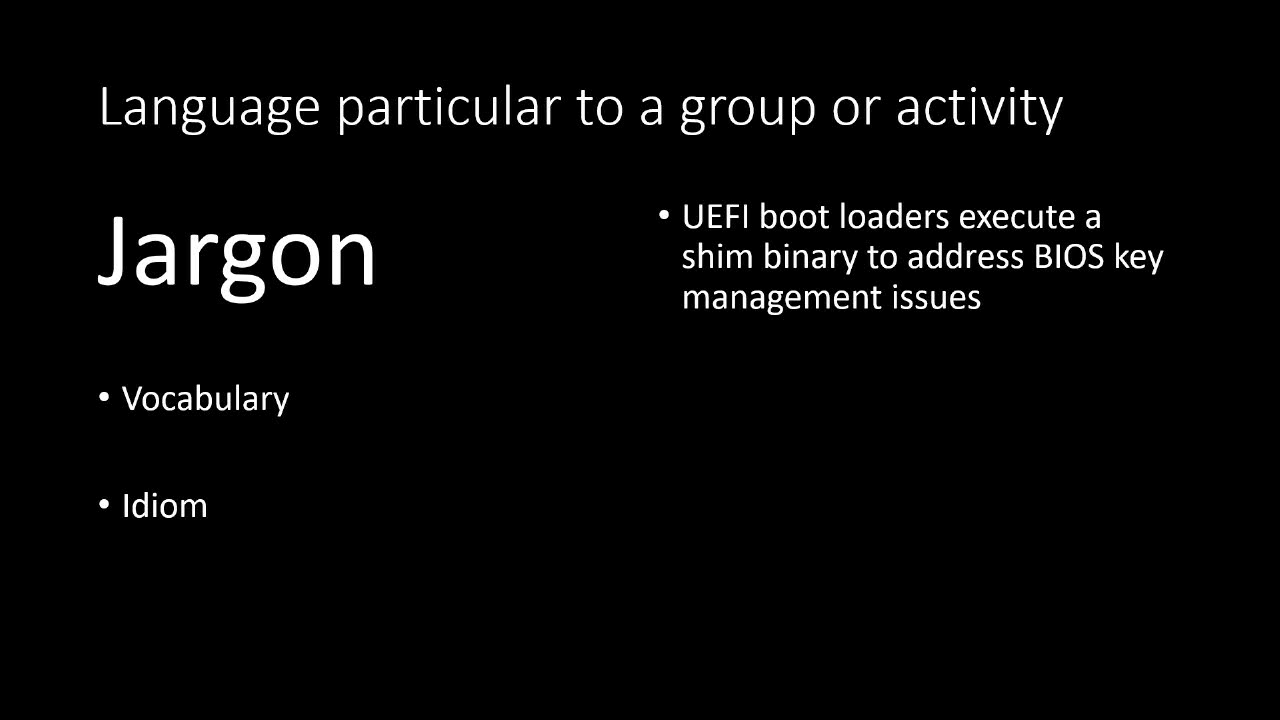 Language particular to a group or activity
Jargon
• Vocabulary
• Idiom
• UEFI boot loaders execute a
shim binary to address BIOS key
management issues